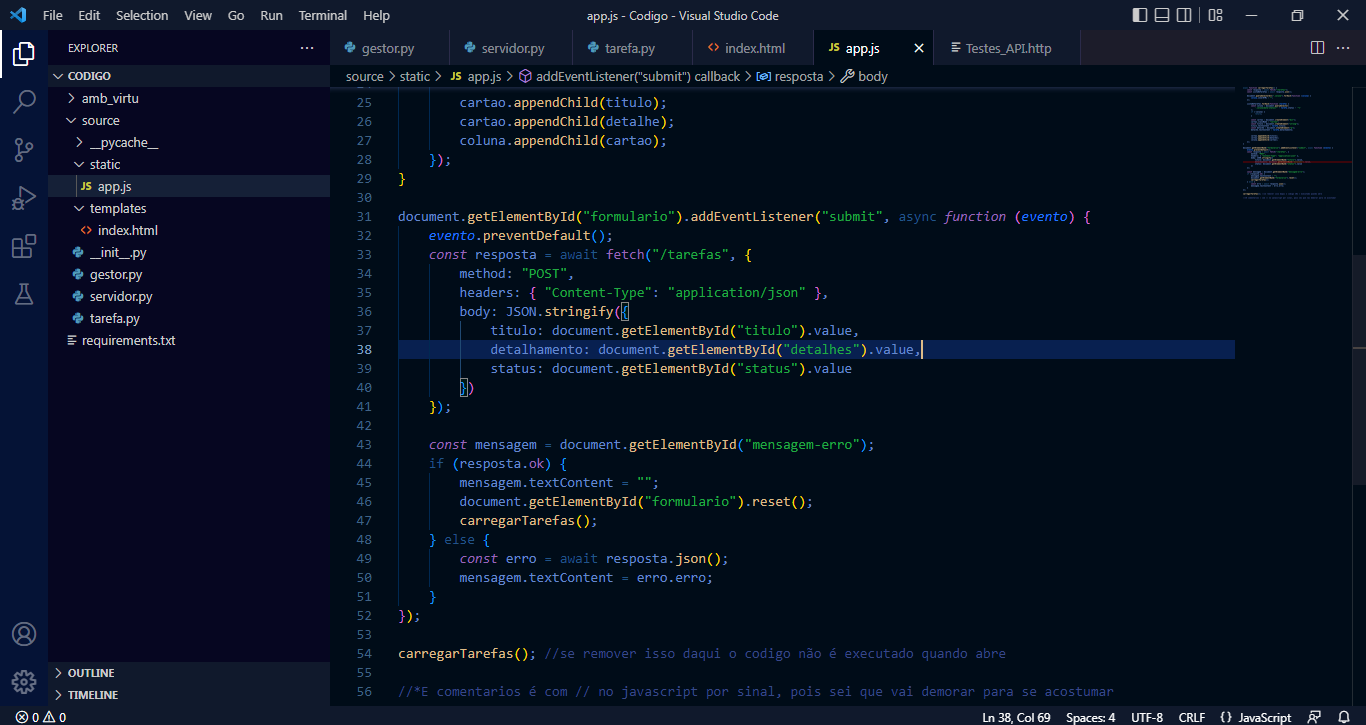 File Edit Selection View Go Run Terminal Help
app.js - Codigo - Visual Studio Code
EXPLORER
CODIGO
amb_virtu
source
__pycache__
static
JS app.js
templates
<> index.html
__init__.py
gestor.py
servidor.py
tarefa.py
requirements.txt
OUTLINE
TIMELINE
gestor.py servidor.py tarefa.py <> index.html JS app.js Testes_API.http
source > static > JS app.js > addEventListener("submit") callback > resposta > body
25 cartao.appendChild(titulo);
26 cartao.appendChild(detalhe);
27 coluna.appendChild(cartao);
28 });
29 }
30
31 document.getElementById("formulario").addEventListener("submit", async function (evento) {
32 evento.preventDefault();
33 const resposta = await fetch("/tarefas", {
34 method: "POST",
35 headers: { "Content-Type": "application/json" },
36 body: JSON.stringify({
37 titulo: document.getElementById("titulo").value,
38 detalhamento: document.getElementById("detalhes").value,
39 status: document.getElementById("status").value
40 })
41 });
42
43 const mensagem = document.getElementById("mensagem-erro");
44 if (resposta.ok) {
45 mensagem.textContent = "";
46 document.getElementById("formulario").reset();
47 carregarTarefas();
48 } else {
49 const erro = await resposta.json();
50 mensagem.textContent = erro.erro;
51 }
52 });
53
54 carregarTarefas(); //se remover isso daqui o codigo não é executado quando abre
55
56 //*E comentarios é com // no javascript por sinal, pois sei que vai demorar para se acostumar
0 0
Ln 38, Col 69 Spaces: 4 UTF-8 CRLF {} JavaScript